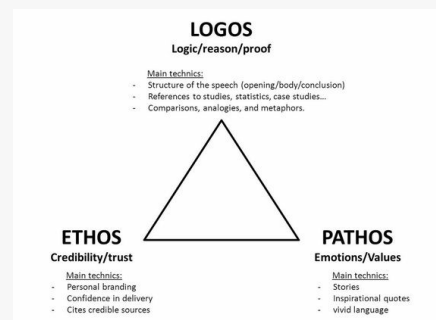 LOGOS
Logic/reason/proof
Main technics:
- Structure of the speech (opening/body/conclusion)
- References to studies, statistics, case studies...
- Comparisons, analogies, and metaphors.
ETHOS
Credibility/trust
Main technics:
- Personal branding
- Confidence in delivery
- Cites credible sources
PATHOS
Emotions/Values
Main technics:
- Stories
- Inspirational quotes
- vivid language